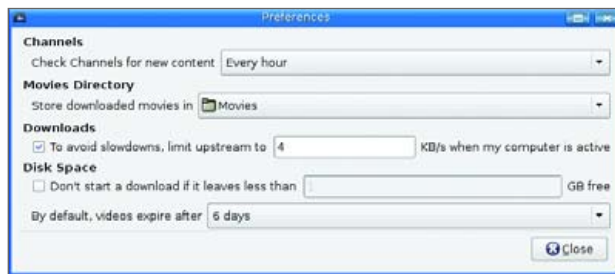 Preferences
Channels
Check Channels for new content Every hour
Movies Directory
Store downloaded movies in Movies
Downloads
To avoid slowdowns, limit upstream to 4 KB/s when my computer is active
Disk Space
Don't start a download if it leaves less than GB free
By default, videos expire after 6 days
Close